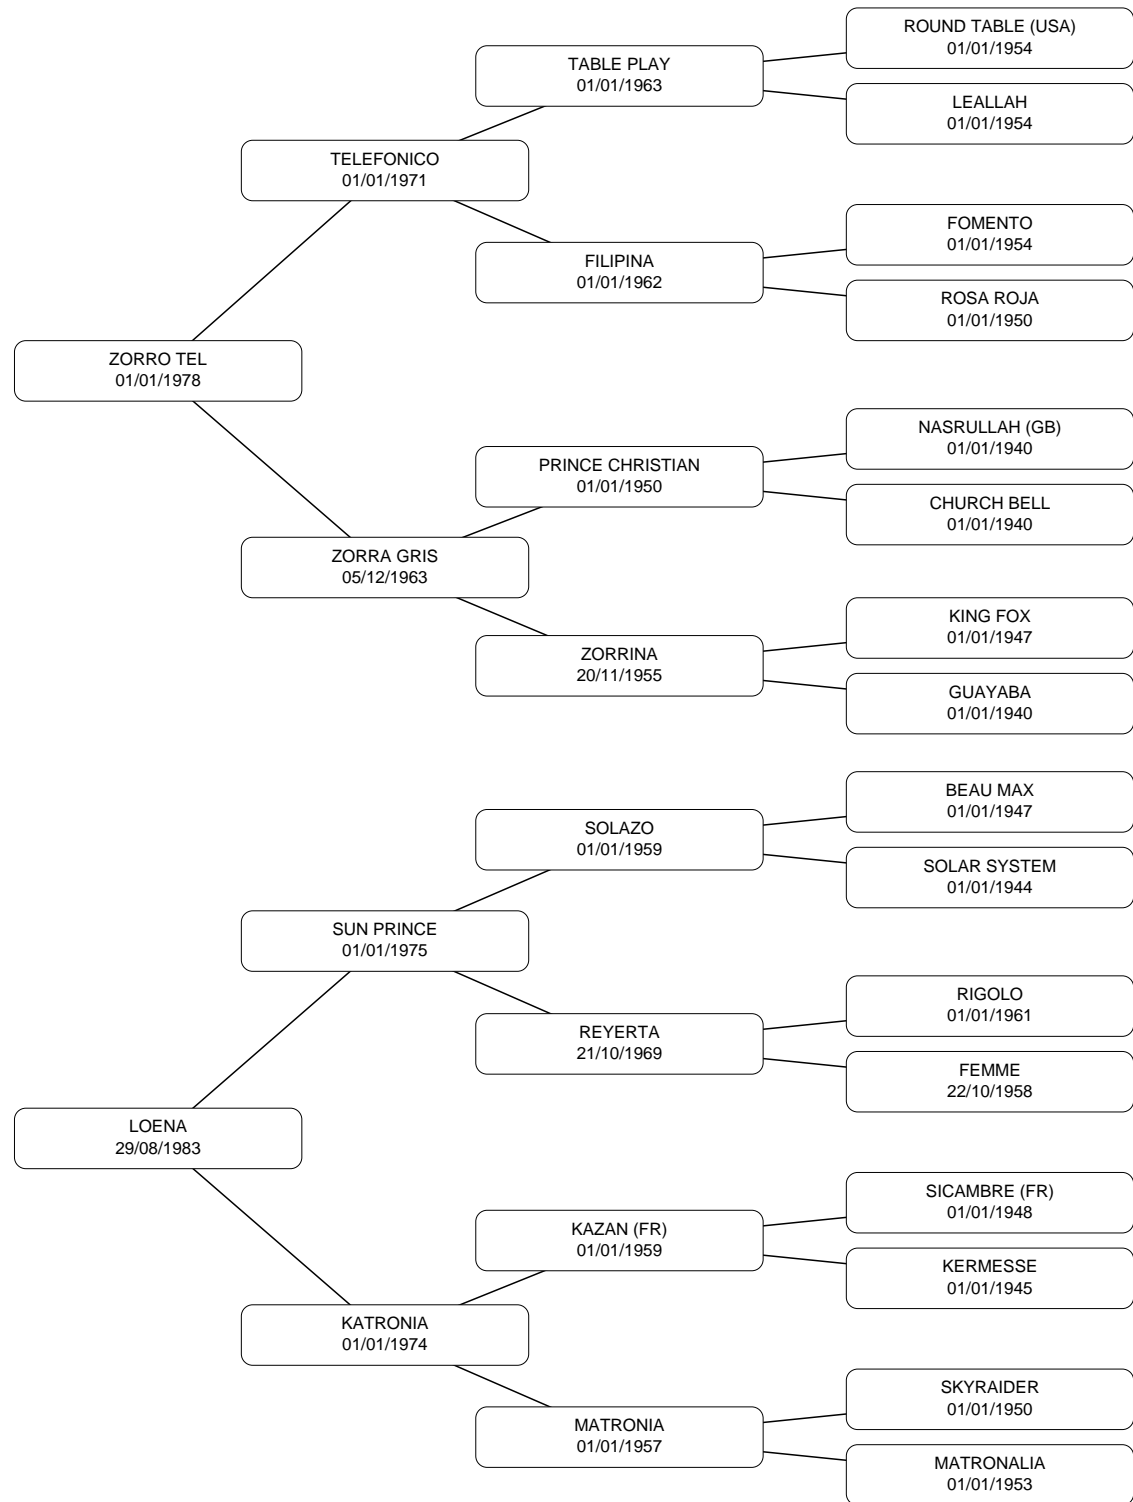 ROUND TABLE (USA)
01/01/1954
TABLE PLAY
01/01/1963
LEALLAH
01/01/1954
TELEFONICO
01/01/1971
FOMENTO
01/01/1954
FILIPINA
01/01/1962
ROSA ROJA
01/01/1950
ZORRO TEL
01/01/1978
NASRULLAH (GB)
01/01/1940
PRINCE CHRISTIAN
01/01/1950
CHURCH BELL
01/01/1940
ZORRA GRIS
05/12/1963
KING FOX
01/01/1947
ZORRINA
20/11/1955
GUAYABA
01/01/1940
BEAU MAX
01/01/1947
SOLAZO
01/01/1959
SOLAR SYSTEM
01/01/1944
SUN PRINCE
01/01/1975
RIGOLO
01/01/1961
REYERTA
21/10/1969
FEMME
22/10/1958
LOENA
29/08/1983
SICAMBRE (FR)
01/01/1948
KAZAN (FR)
01/01/1959
KERMESSE
01/01/1945
KATRONIA
01/01/1974
SKYRAIDER
01/01/1950
MATRONIA
01/01/1957
MATRONALIA
01/01/1953